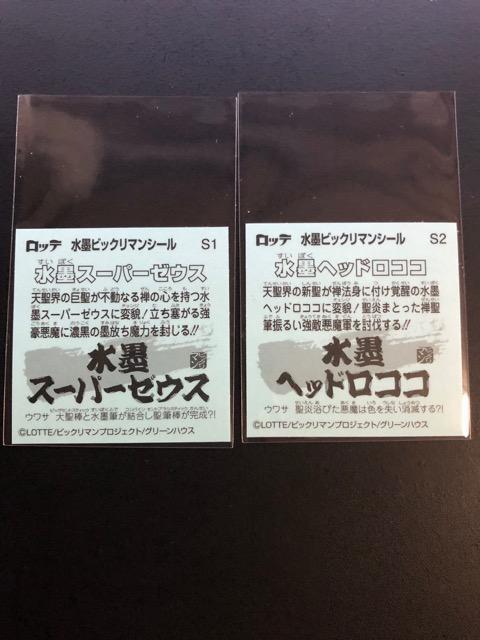 ロッテ 水墨ビックリマンシール S1
水墨スーパーゼウス
天聖界の巨聖が不動なる禅の心を持つ水
墨スーパーゼウスに変貌!立ち塞がる強
豪悪魔に濃黒の墨放ち魔力を封じる!!
水墨
スーパーゼウス
ウワサ 大聖棒と水墨筆が結合し聖筆棒が完成?!
©LOTTE/ビックリマンプロジェクト/グリーンハウス
ロッテ 水墨ビックリマンシール S2
水墨ヘッドロココ
天聖界の新聖が禅法身に付け覚醒の水墨
ヘッドロココに変貌!聖炎まとった禅聖
筆振るい強敵悪魔軍を討伐する!!
水墨
ヘッドロココ
ウワサ 聖炎浴びた悪魔は色を失い消滅する?!
©LOTTE/ビックリマンプロジェクト/グリーンハウス